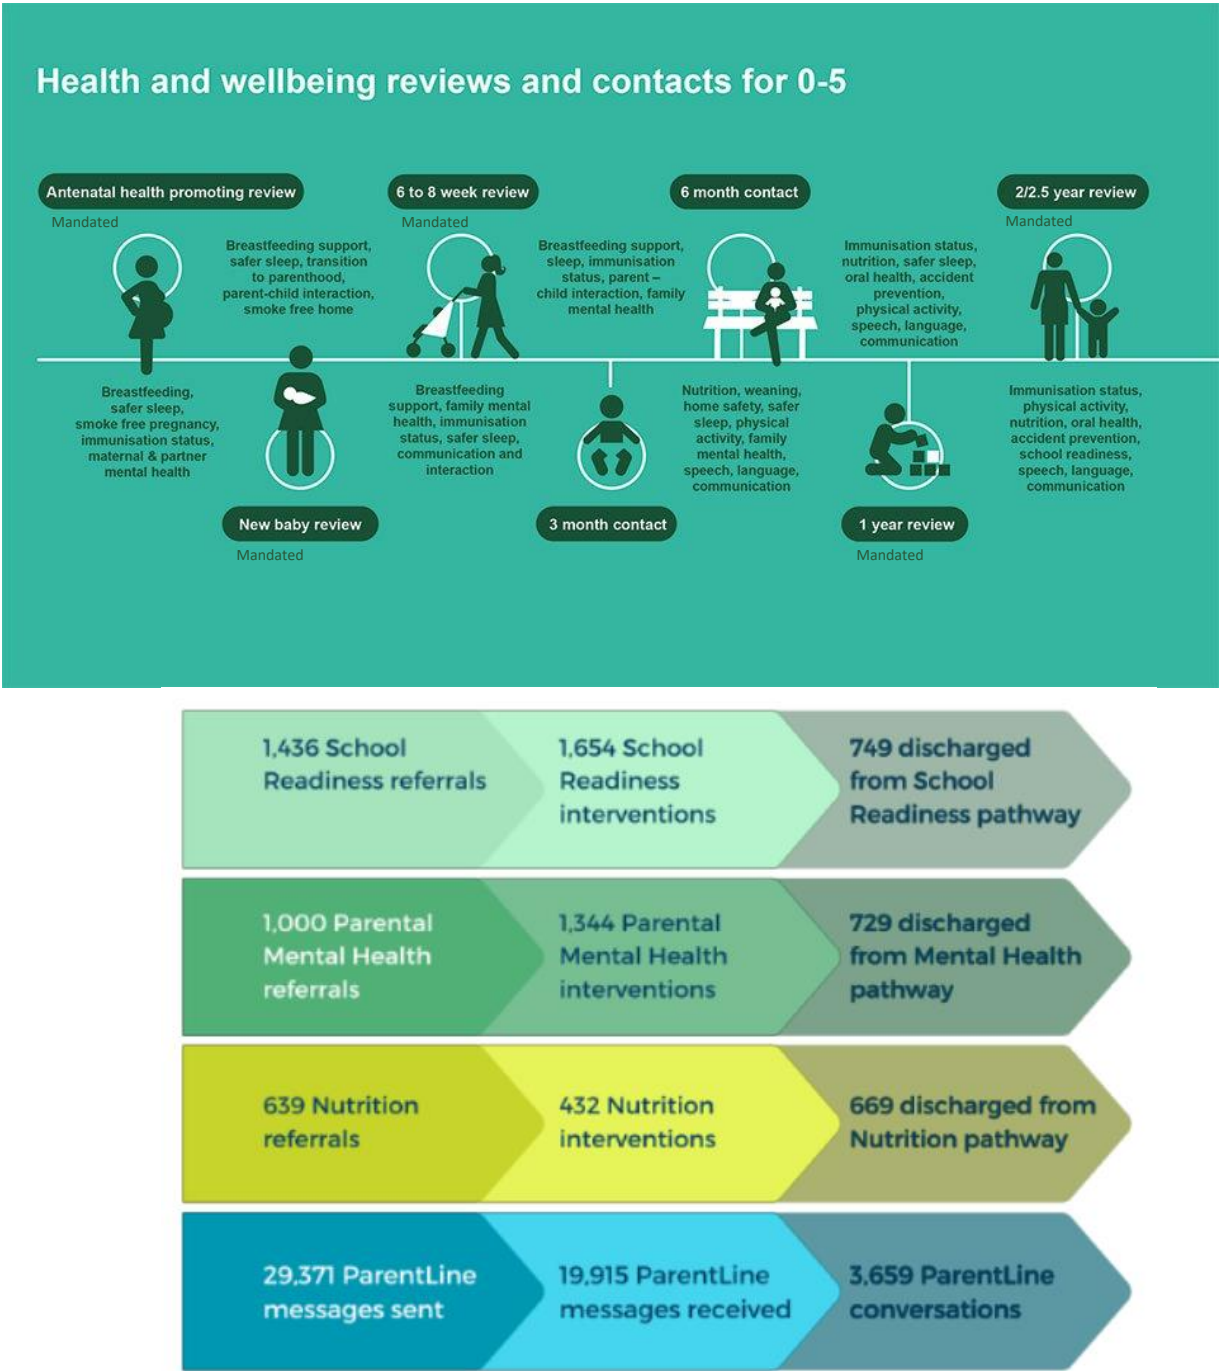 Health and wellbeing reviews and contacts for 0-5
Antenatal health promoting review
Mandated
Breastfeeding,
safer sleep,
smoke free pregnancy,
immunisation status,
maternal & partner
mental health
Breastfeeding support,
safer sleep, transition
to parenthood,
parent-child interaction,
smoke free home
New baby review
Mandated
6 to 8 week review
Mandated
Breastfeeding
support, family mental
health, immunisation
status, safer sleep,
communication and
interaction
Breastfeeding support,
sleep, immunisation
status, parent –
child interaction, family
mental health
3 month contact
6 month contact
Nutrition, weaning,
home safety, safer
sleep, physical
activity, family
mental health,
speech, language,
communication
Immunisation status,
nutrition, safer sleep,
oral health, accident
prevention,
physical activity,
speech, language,
communication
1 year review
Mandated
2/2.5 year review
Mandated
Immunisation status,
physical activity,
nutrition, oral health,
accident prevention,
school readiness,
speech, language,
communication
1,436 School
Readiness referrals
1,654 School
Readiness
interventions
749 discharged
from School
Readiness pathway
1,000 Parental
Mental Health
referrals
1,344 Parental
Mental Health
interventions
729 discharged
from Mental Health
pathway
639 Nutrition
referrals
432 Nutrition
interventions
669 discharged from
Nutrition pathway
29,371 ParentLine
messages sent
19,915 ParentLine
messages received
3,659 ParentLine
conversations